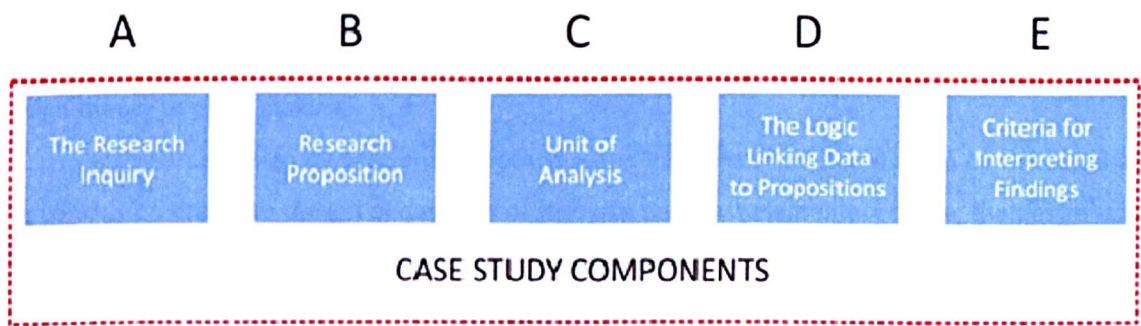 A B C D E
The Research
Inquiry
Research
Proposition
Unit of
Analysis
The Logic
Linking Data
to Propositions
Criteria for
Interpreting
Findings
CASE STUDY COMPONENTS